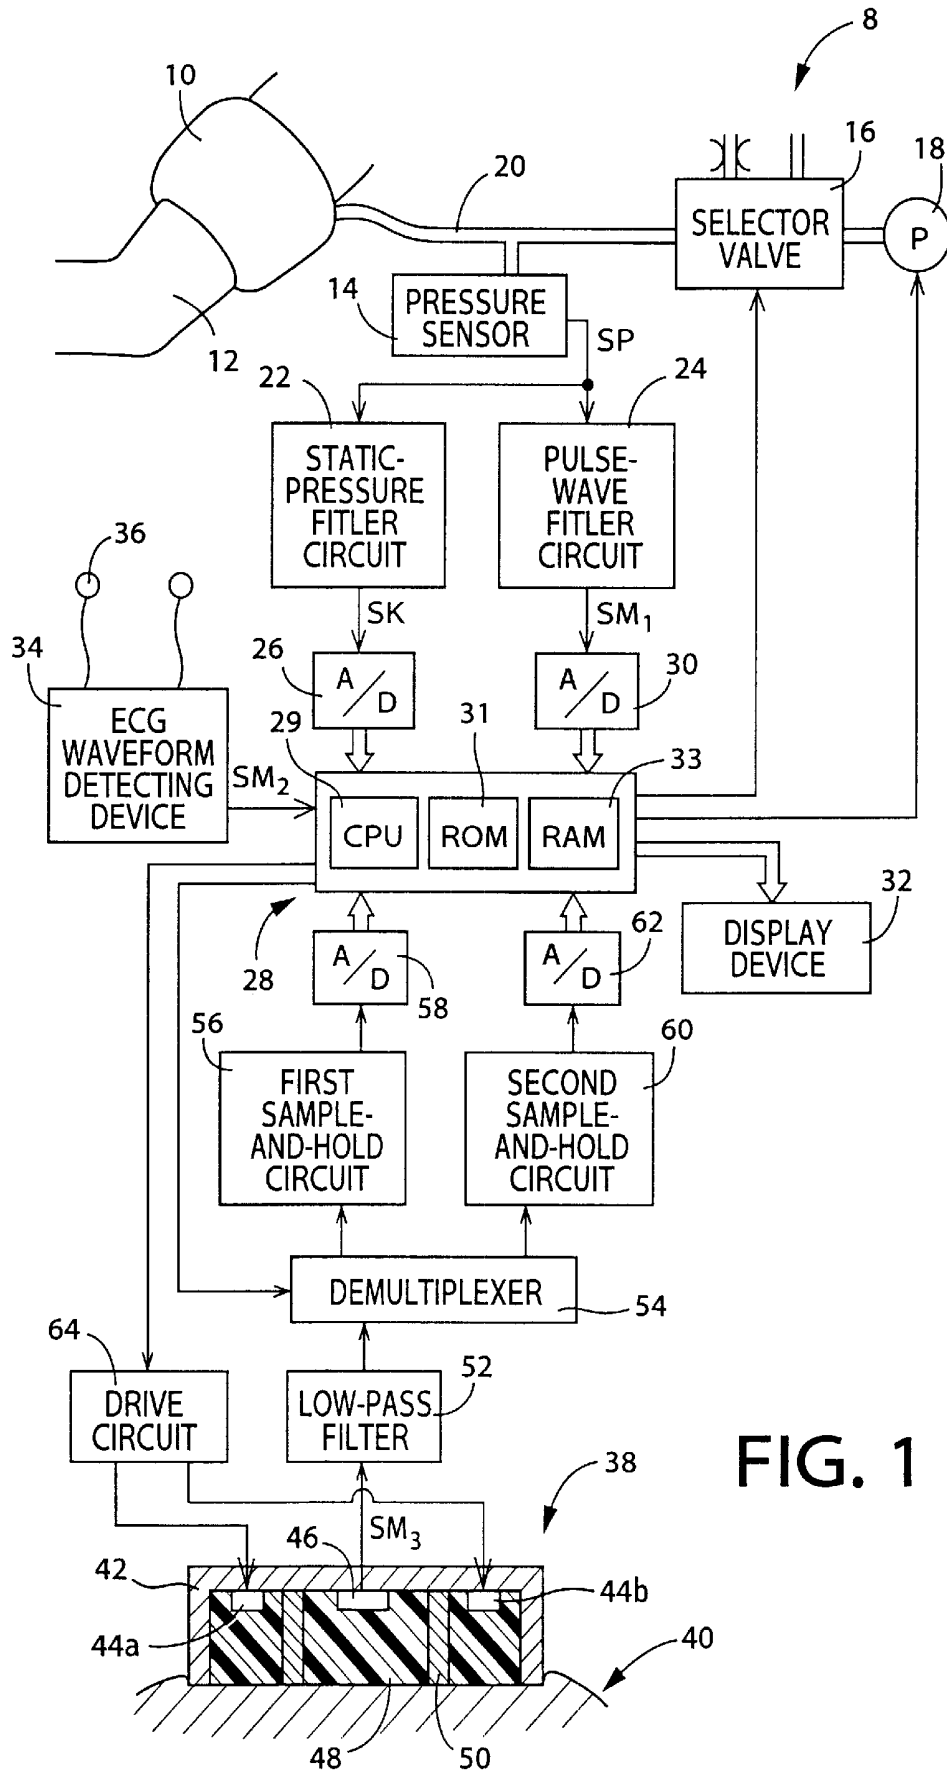 8
10
16
18
20
SELECTOR
VALVE
P
14
PRESSURE
SENSOR
12
SP
22
24
STATIC-
PRESSURE
FITLER
CIRCUIT
PULSE-
WAVE
FITLER
CIRCUIT
36
SK
SM1
34
26
A/D
A/D
30
ECG
WAVEFORM
DETECTING
DEVICE
29
31
33
SM2
CPU
ROM
RAM
32
28
A/D
58
A/D
62
DISPLAY
DEVICE
56
60
FIRST
SAMPLE-
AND-HOLD
CIRCUIT
SECOND
SAMPLE-
AND-HOLD
CIRCUIT
DEMULTIPLEXER
54
64
52
DRIVE
CIRCUIT
LOW-PASS
FILTER
FIG. 1
38
46
SM3
42
44b
44a
40
48
50